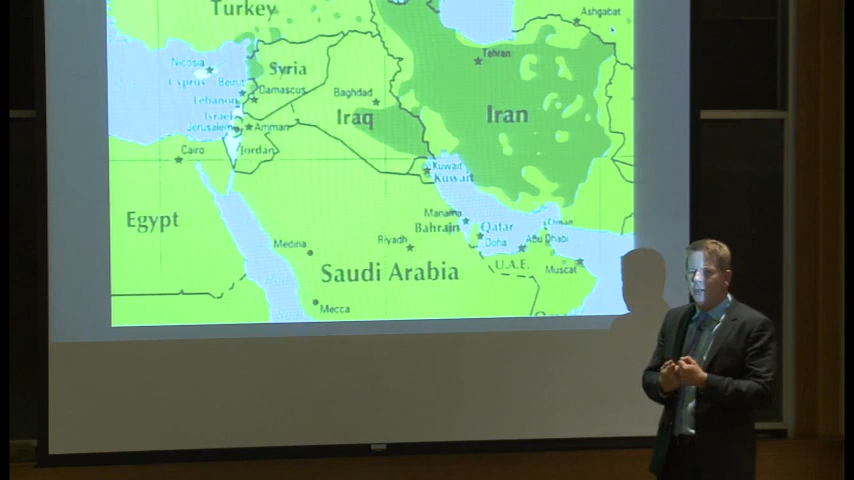 Turkey
Ashgabat
Tehran
Nicosia
Cyprus
Syria
Beirut
Lebanon
Damascus
Baghdad
Iraq
Iran
Israel
Jerusalem
Amman
Cairo
Jordan
Kuwait
Kuwait
Egypt
Manama
Bahrain
Qatar
Doha
Abu Dhabi
Medina
Riyadh
U.A.E.
Muscat
Saudi Arabia
Mecca